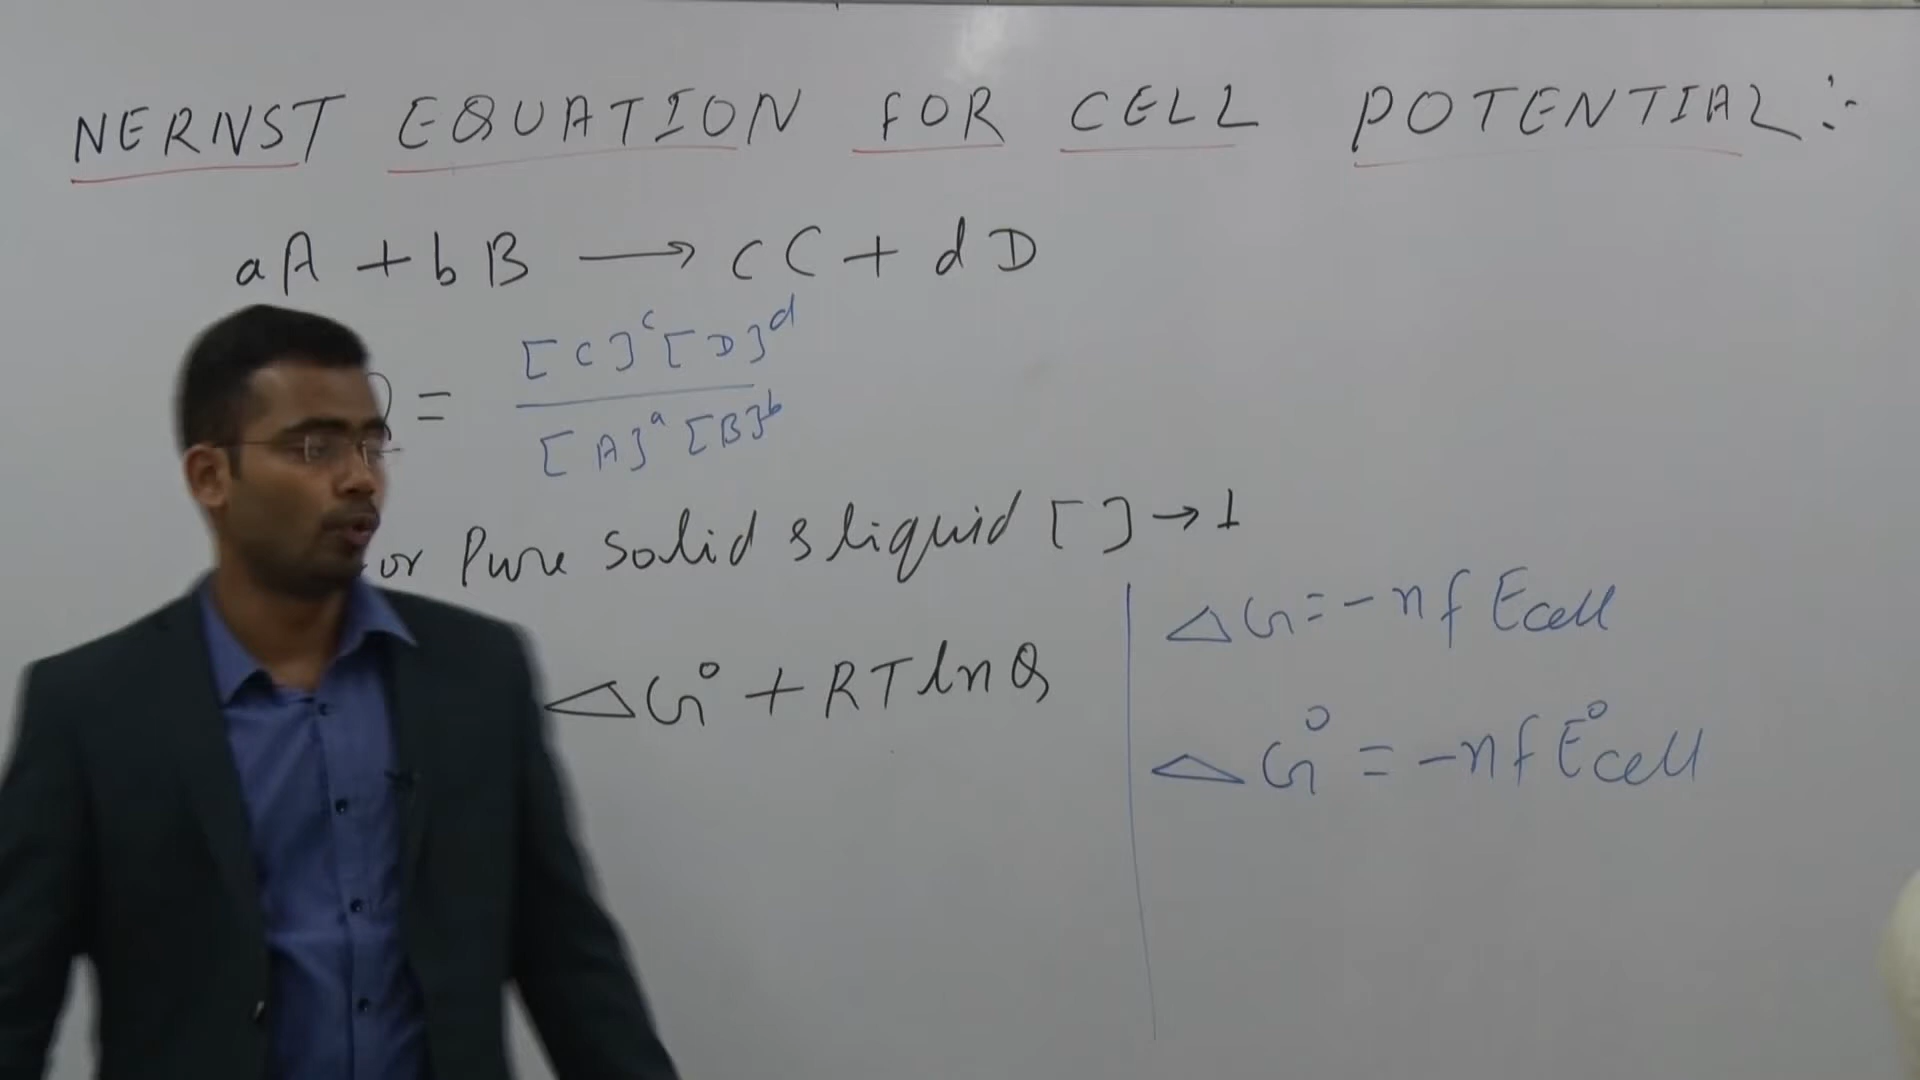 NERNST EQUATION FOR CELL POTENTIAL :-
aA + bB → cC + dD
= [C]ᶜ[D]ᵈ
[A]ᵃ[B]ᵇ
or Pure Solid & liquid [ ] → 1
ΔG° + RT ln Q
ΔG = -nf Ecell
ΔG° = -nf E°cell